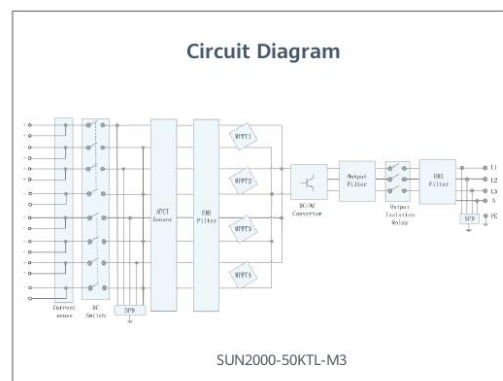 Circuit Diagram
MPPT1
MPPT2
MPPT3
MPPT4
AFCI
Sensor
EMI
Filter
DC/AC
Converter
Output
Filter
Output
Isolation
Relay
EMI
Filter
L1
L2
L3
N
PE
SPD
SPD
Current
sensor
DC
Switch
SUN2000-50KTL-M3